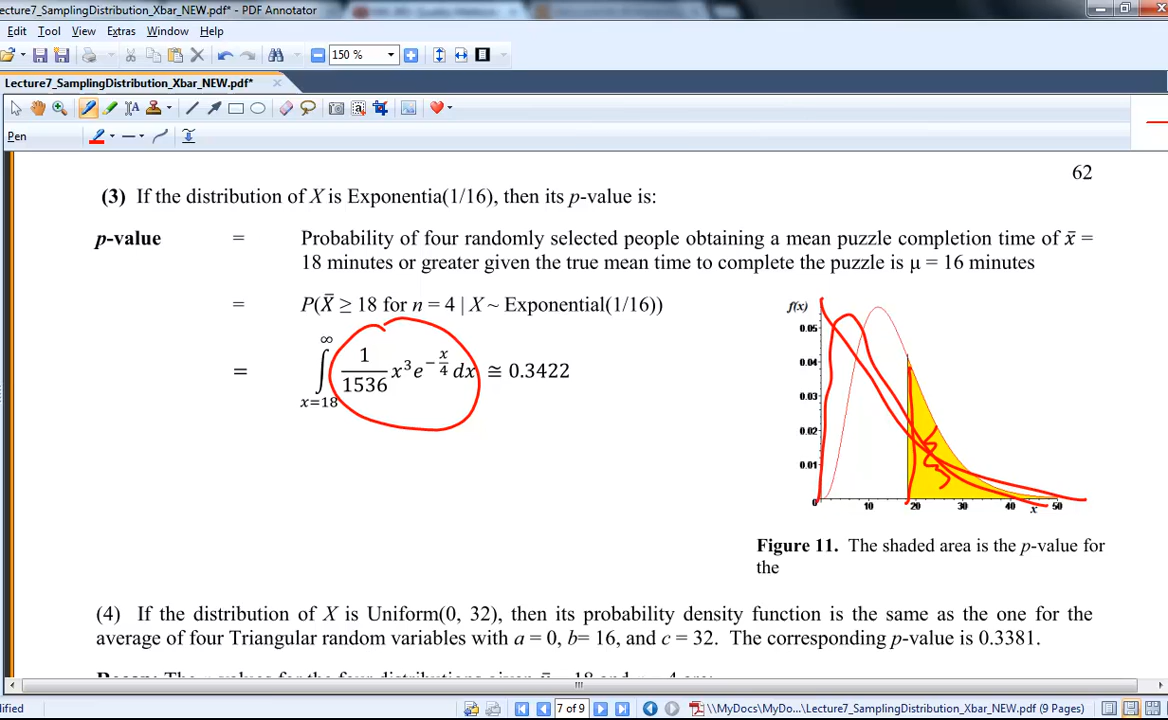 ecture7_SamplingDistribution_Xbar_NEW.pdf* - PDF Annotator
Edit Tool View Extras Window Help
150 %
Lecture7_SamplingDistribution_Xbar_NEW.pdf*
Pen
62
(3) If the distribution of X is Exponentia(1/16), then its p-value is:
p-value = Probability of four randomly selected people obtaining a mean puzzle completion time of x̄ =
18 minutes or greater given the true mean time to complete the puzzle is μ = 16 minutes
= P(X̄ ≥ 18 for n = 4 | X ~ Exponential(1/16))
= ∫_{x=18}^{∞} 1/1536 x³e^{-x/4} dx ≅ 0.3422
f(x)
0.05
0.04
0.03
0.02
0.01
0 10 20 30 40 x 50
Figure 11. The shaded area is the p-value for
the
(4) If the distribution of X is Uniform(0, 32), then its probability density function is the same as the one for the
average of four Triangular random variables with a = 0, b= 16, and c = 32. The corresponding p-value is 0.3381.
ified 7 of 9 \\MyDocs\MyDo...\Lecture7_SamplingDistribution_Xbar_NEW.pdf (9 Pages)